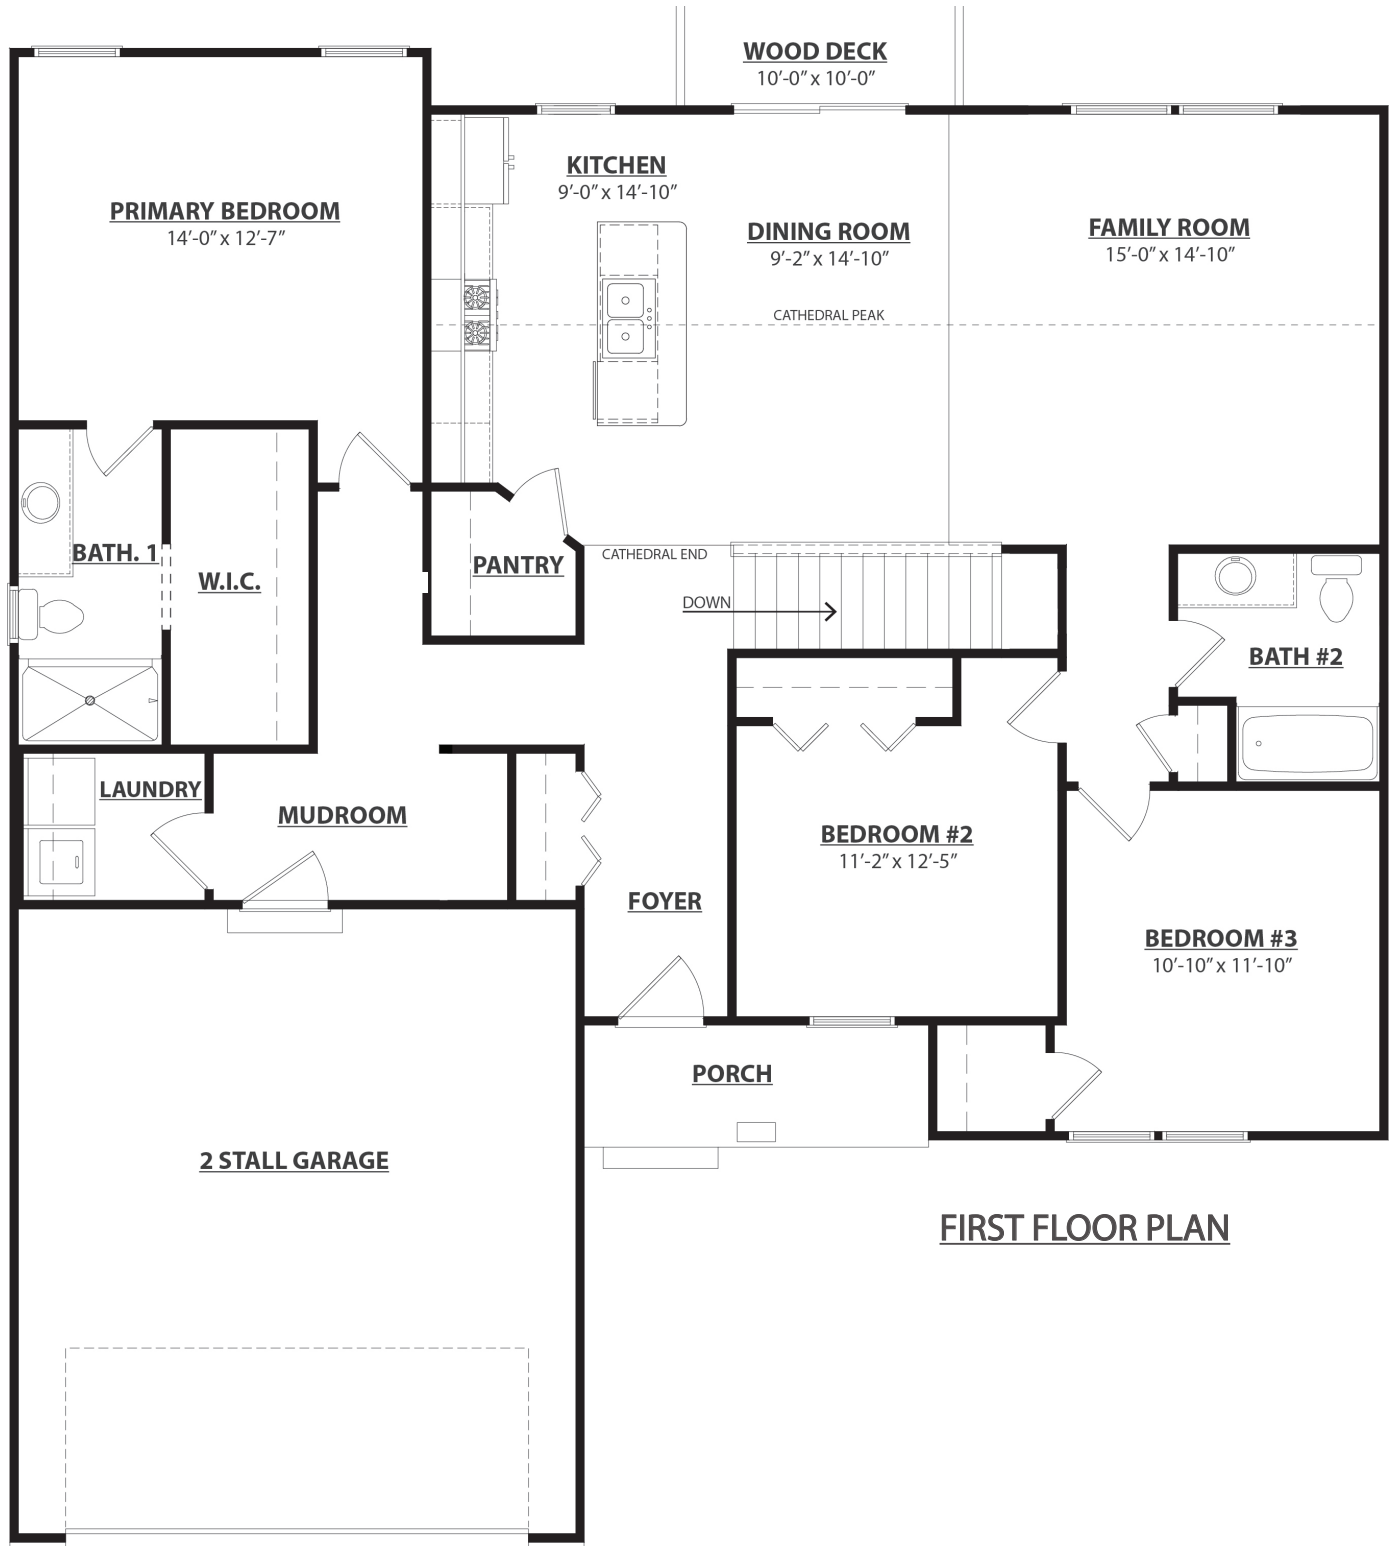 WOOD DECK
10'-0" x 10'-0"
KITCHEN
9'-0" x 14'-10"
PRIMARY BEDROOM
14'-0" x 12'-7"
DINING ROOM
9'-2" x 14'-10"
FAMILY ROOM
15'-0" x 14'-10"
CATHEDRAL PEAK
BATH. 1
W.I.C.
PANTRY
CATHEDRAL END
DOWN
BATH #2
LAUNDRY
MUDROOM
BEDROOM #2
11'-2" x 12'-5"
FOYER
BEDROOM #3
10'-10" x 11'-10"
PORCH
2 STALL GARAGE
FIRST FLOOR PLAN